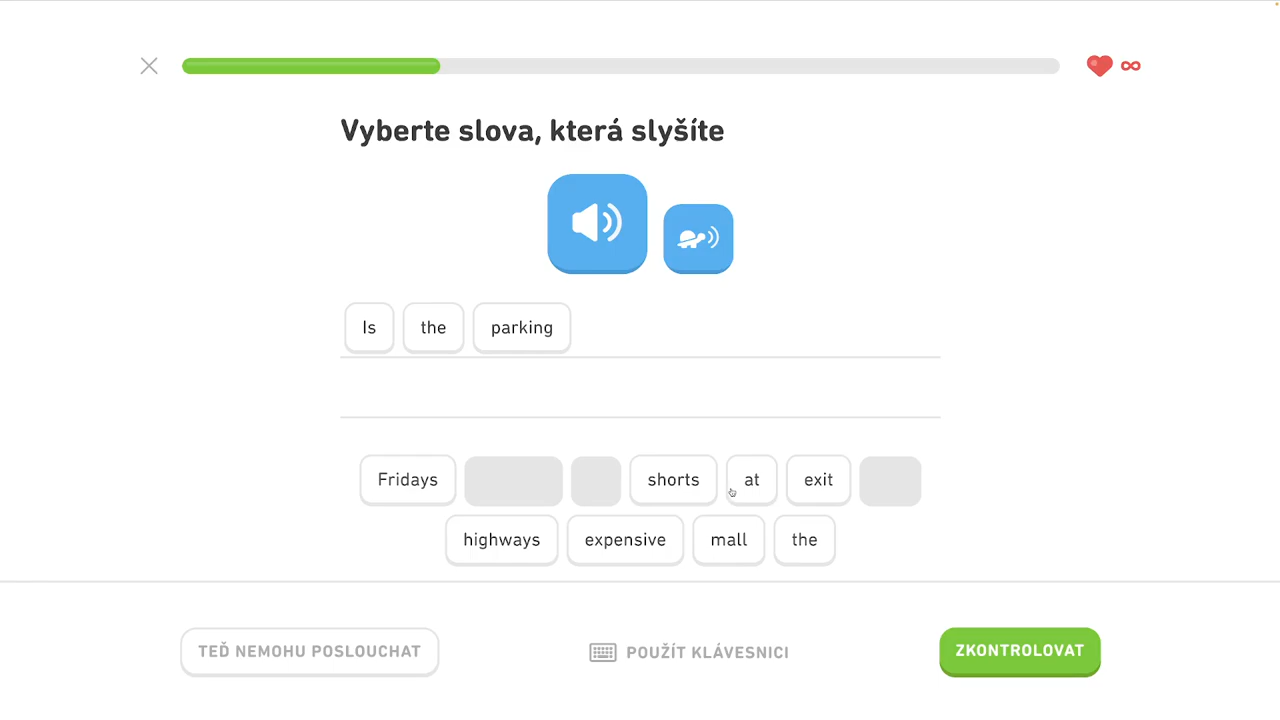 Vyberte slova, která slyšíte
Is the parking
Fridays shorts at exit
highways expensive mall the
TEĎ NEMOHU POSLOUCHAT POUŽÍT KLÁVESNICI ZKONTROLOVAT